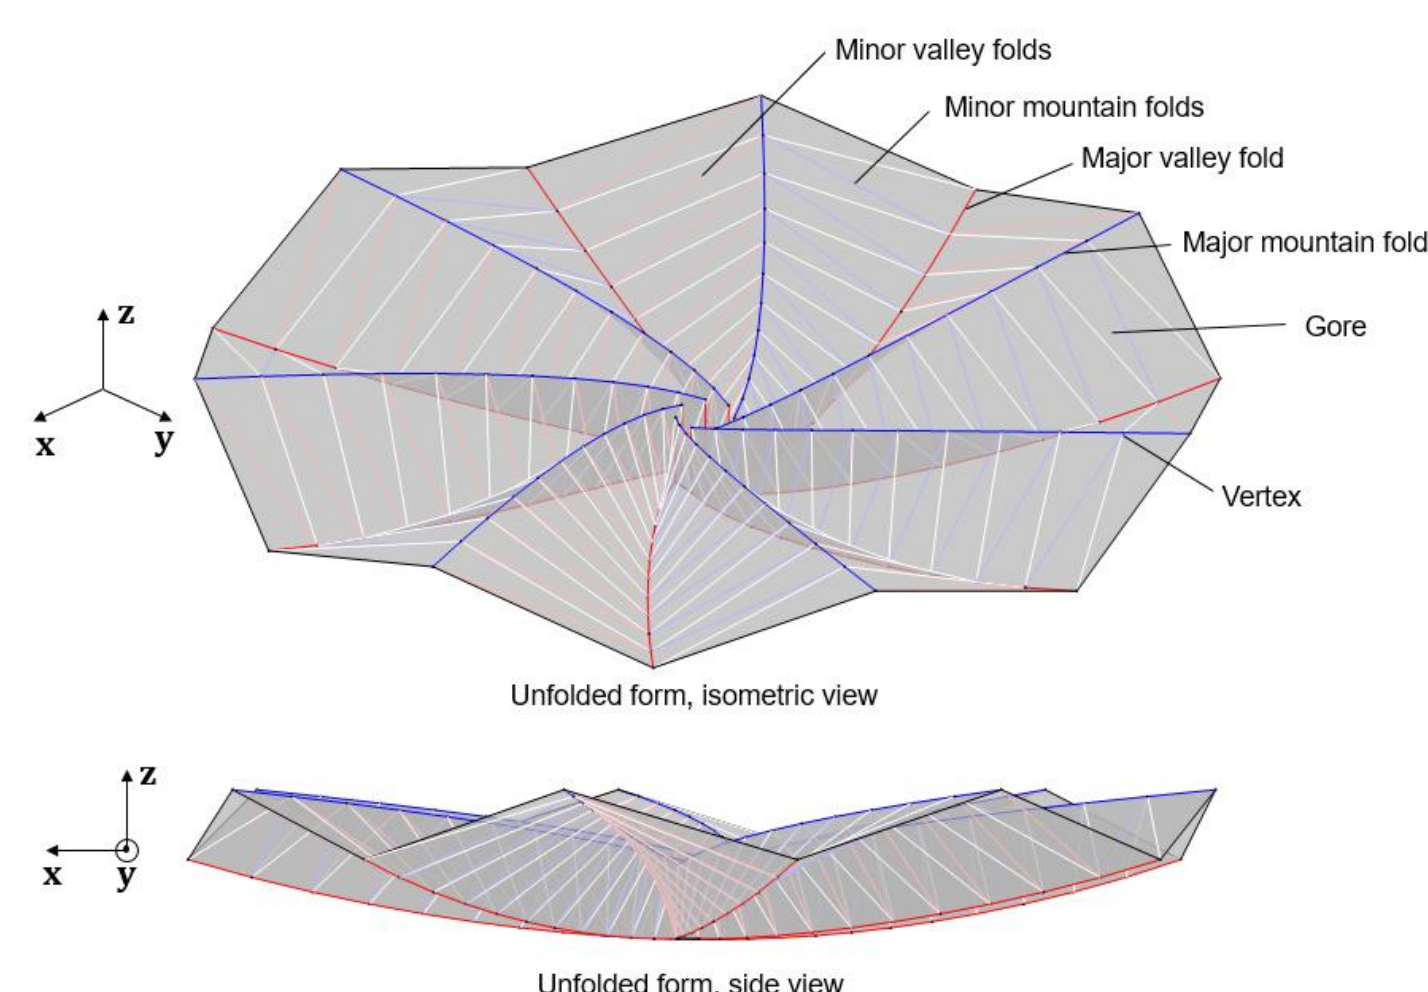 Minor valley folds
Minor mountain folds
Major valley fold
Major mountain fold
z
Gore
x
y
Vertex
Unfolded form, isometric view
z
x
y
Unfolded form, side view